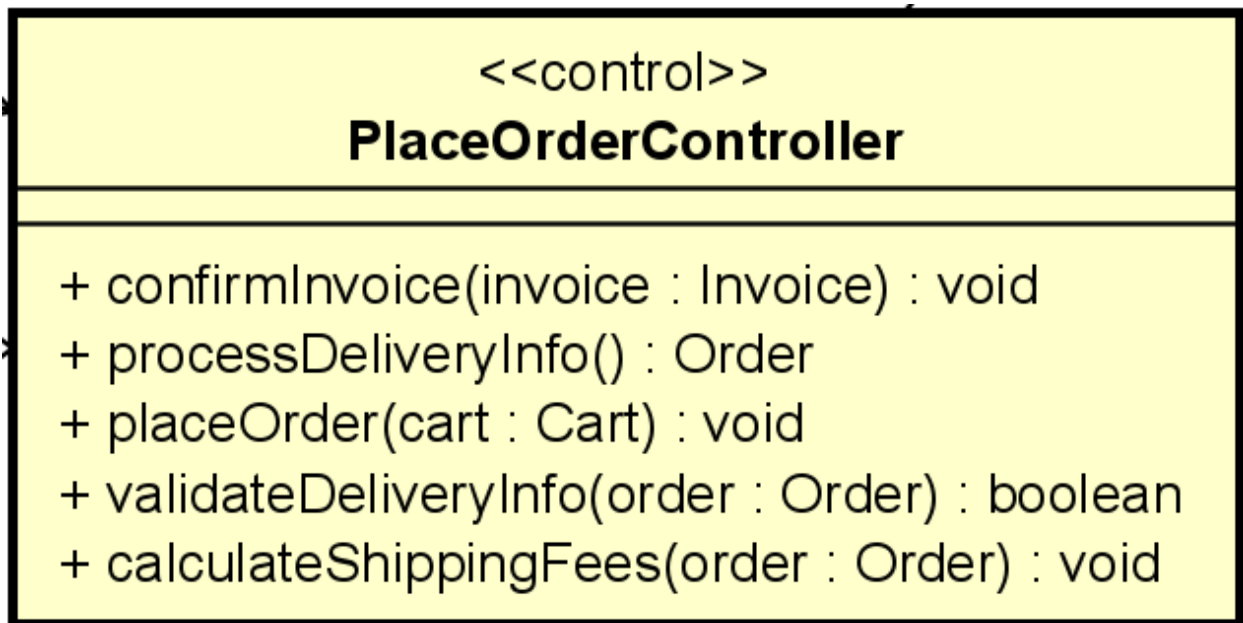 <<control>>
PlaceOrderController
+ confirmInvoice(invoice : Invoice) : void
+ processDeliveryInfo() : Order
+ placeOrder(cart : Cart) : void
+ validateDeliveryInfo(order : Order) : boolean
+ calculateShippingFees(order : Order) : void